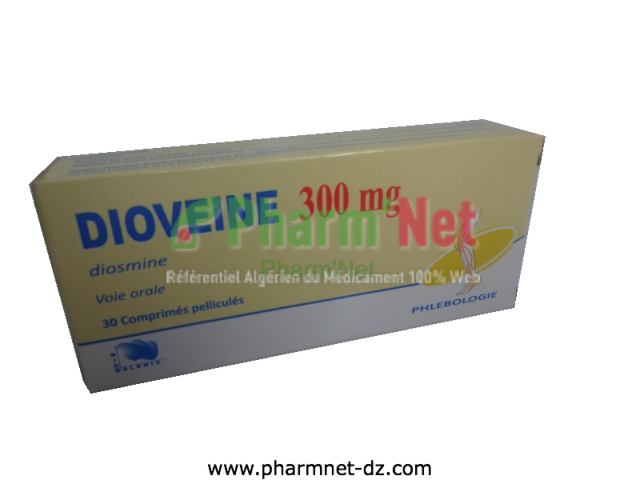 DIOVEINE 300 mg
Pharm'Net
diosmine
Pharm'Net
Référentiel Algérien du Médicament 100% Web
Voie orale
30 Comprimés pelliculés
PHLEBOLOGIE
www.pharmnet-dz.com